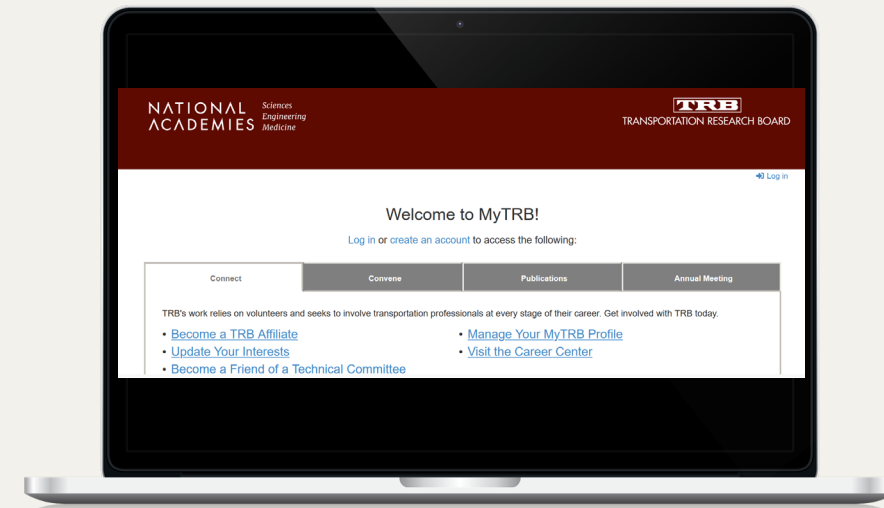 NATIONAL
ACADEMIES
Sciences
Engineering
Medicine
TRB
TRANSPORTATION RESEARCH BOARD
Log in
Welcome to MyTRB!
Log in or create an account to access the following:
Connect
Convene
Publications
Annual Meeting
TRB's work relies on volunteers and seeks to involve transportation professionals at every stage of their career. Get involved with TRB today.
• Become a TRB Affiliate
• Update Your Interests
• Become a Friend of a Technical Committee
• Manage Your MyTRB Profile
• Visit the Career Center